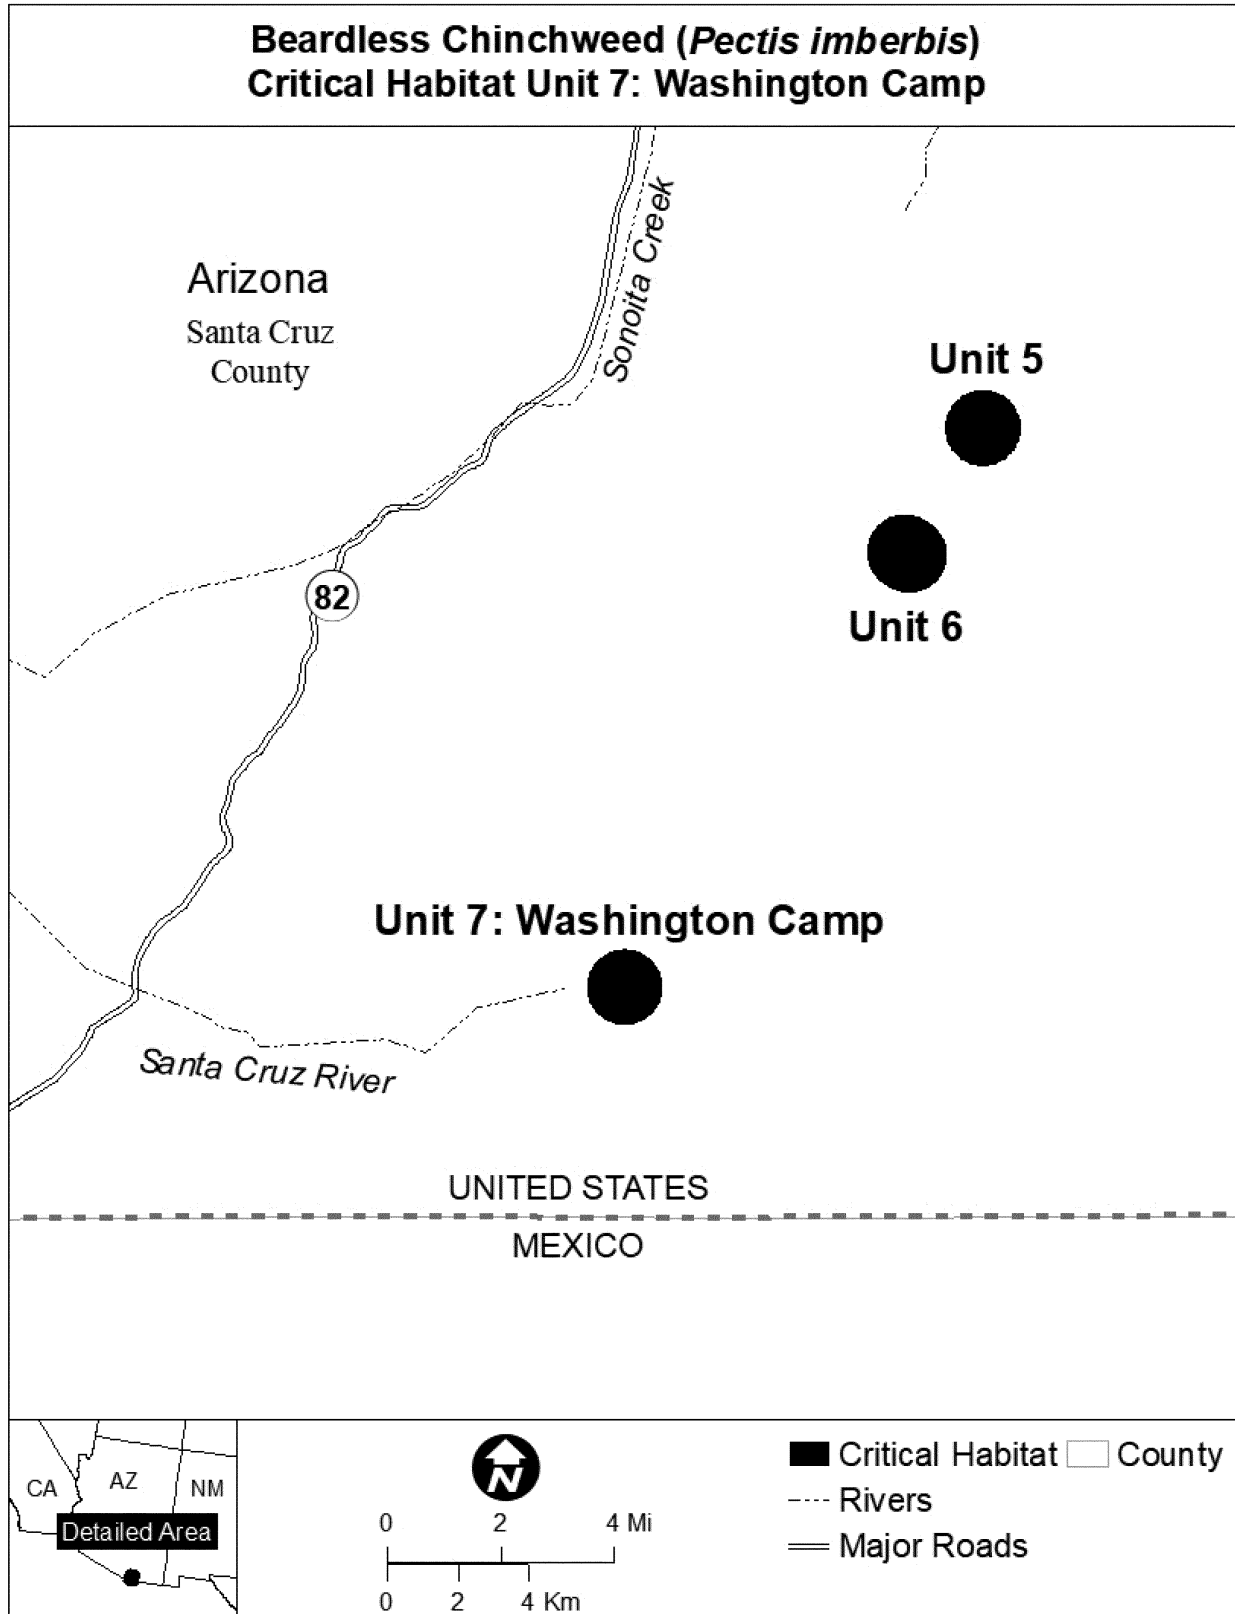 Beardless Chinchweed (Pectis imberbis)
Critical Habitat Unit 7: Washington Camp
Sonoita Creek
Arizona
Santa Cruz
County
Unit 5
82
Unit 6
Unit 7: Washington Camp
Santa Cruz River
UNITED STATES
MEXICO
CA
AZ
NM
Detailed Area
N
0 2 4 Mi
0 2 4 Km
Critical Habitat County
Rivers
Major Roads